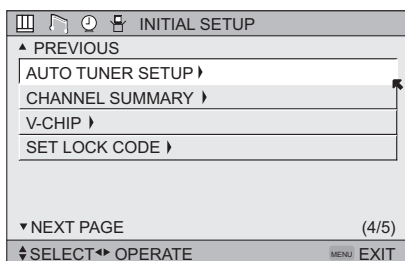 INITIAL SETUP
▲ PREVIOUS
AUTO TUNER SETUP
CHANNEL SUMMARY
V-CHIP
SET LOCK CODE
▼ NEXT PAGE (4/5)
SELECT OPERATE MENU EXIT